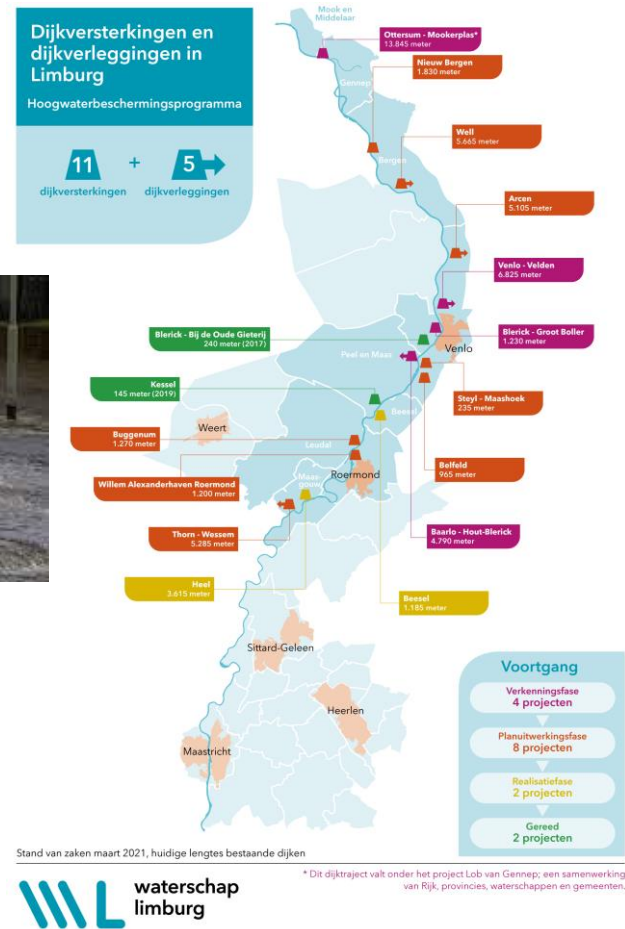 Dijkversterkingen en
dijkverleggingen in
Limburg
Hoogwaterbeschermingsprogramma
11 + 5
dijkversterkingen dijkverleggingen
Mook en
Middelaar
Ottersum - Mookerplas*
13.845 meter
Nieuw Bergen
1.830 meter
Gennep
Well
5.665 meter
Bergen
Arcen
5.105 meter
Venlo - Velden
6.825 meter
Blerick - Bij de Oude Gieterij
240 meter (2017)
Blerick - Groot Boller
1.230 meter
Venlo
Peel en Maas
Kessel
145 meter (2019)
Steyl - Maashoek
235 meter
Beesel
Weert
Buggenum
1.270 meter
Leudal
Belfeld
965 meter
Willem Alexanderhaven Roermond
1.200 meter
Roermond
Maas-
gouw
Thorn - Wessem
5.285 meter
Baarlo - Hout-Blerick
4.790 meter
Heel
3.615 meter
Beesel
1.185 meter
Sittard-Geleen
Heerlen
Maastricht
Voortgang
Verkenningsfase
4 projecten
Planuitwerkingsfase
8 projecten
Realisatiefase
2 projecten
Gereed
2 projecten
Stand van zaken maart 2021, huidige lengtes bestaande dijken
* Dit dijktraject valt onder het project Lob van Gennep; een samenwerking
van Rijk, provincies, waterschappen en gemeenten.
WL
waterschap
limburg